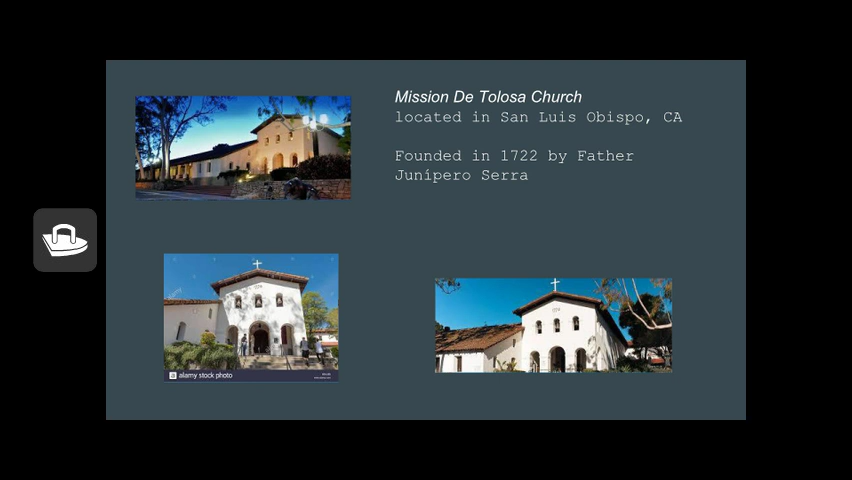 Mission De Tolosa Church
located in San Luis Obispo, CA
Founded in 1722 by Father
Junípero Serra
alamy stock photo